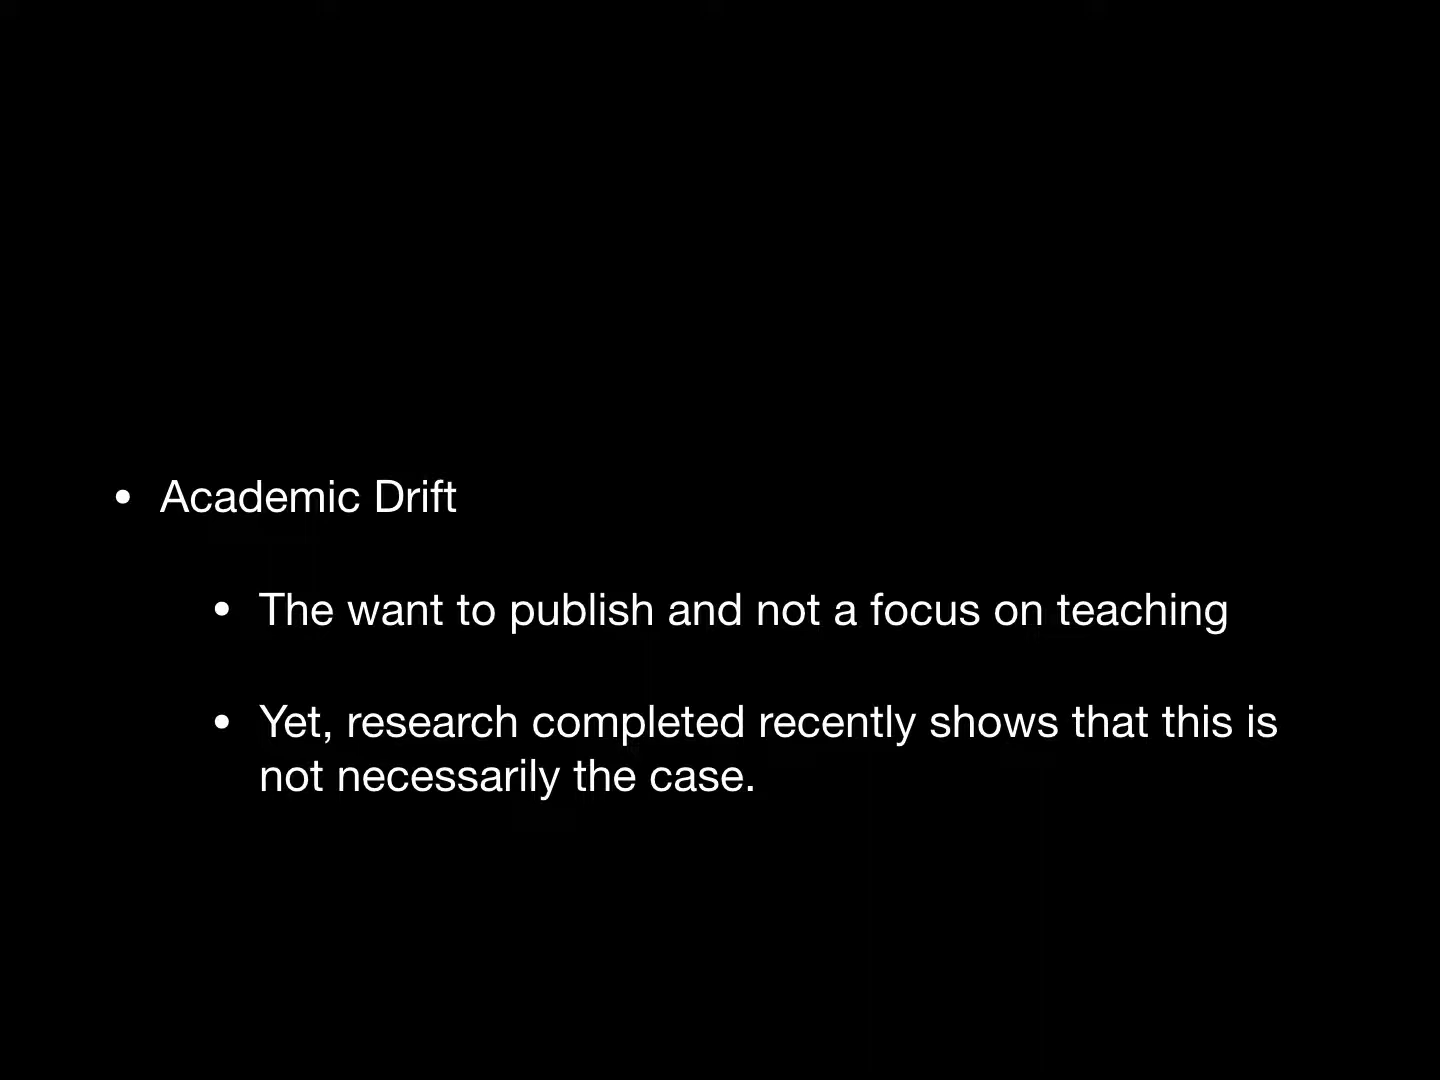 • Academic Drift
• The want to publish and not a focus on teaching
• Yet, research completed recently shows that this is
not necessarily the case.